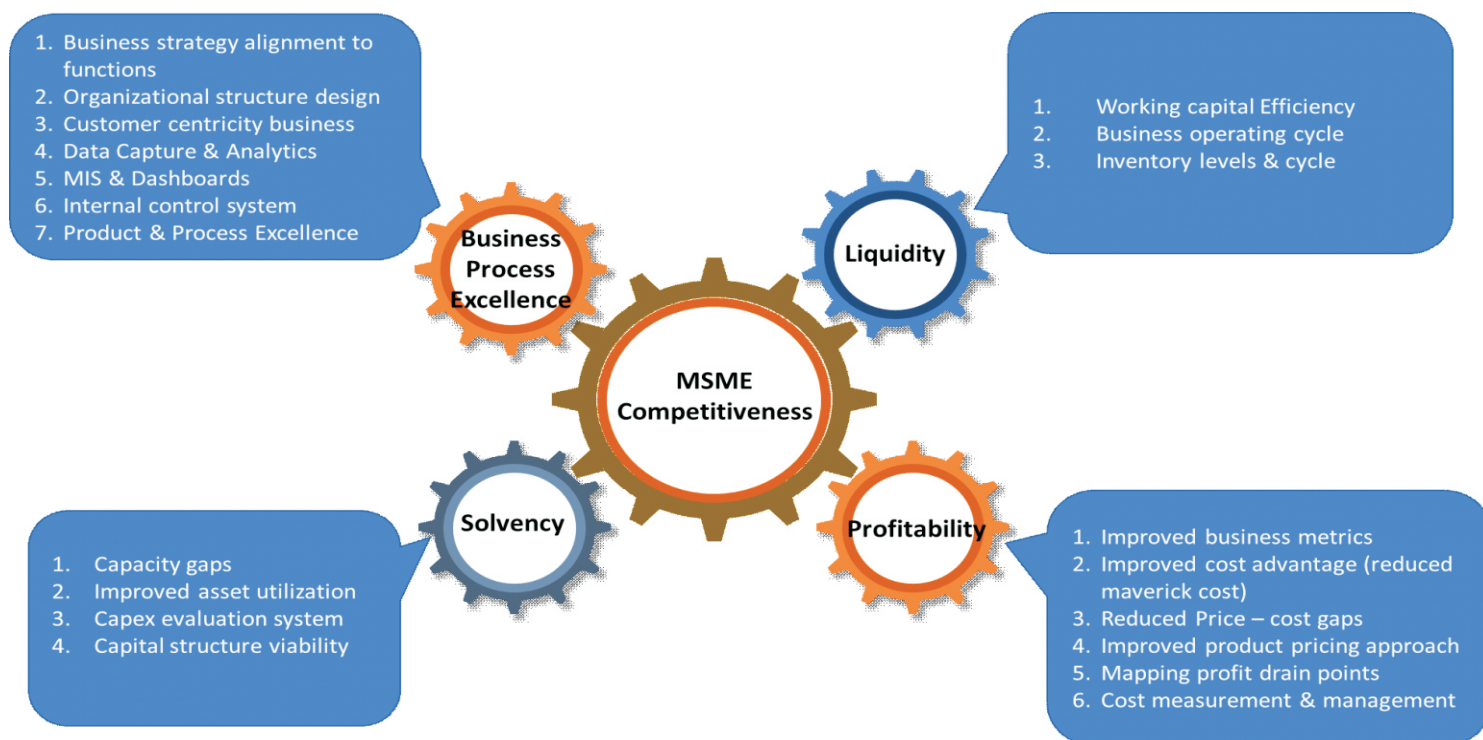 1. Business strategy alignment to
functions
2. Organizational structure design
3. Customer centricity business
4. Data Capture & Analytics
5. MIS & Dashboards
6. Internal control system
7. Product & Process Excellence
1. Working capital Efficiency
2. Business operating cycle
3. Inventory levels & cycle
Business
Process
Excellence
Liquidity
MSME
Competitiveness
Solvency
Profitability
1. Capacity gaps
2. Improved asset utilization
3. Capex evaluation system
4. Capital structure viability
1. Improved business metrics
2. Improved cost advantage (reduced
maverick cost)
3. Reduced Price – cost gaps
4. Improved product pricing approach
5. Mapping profit drain points
6. Cost measurement & management